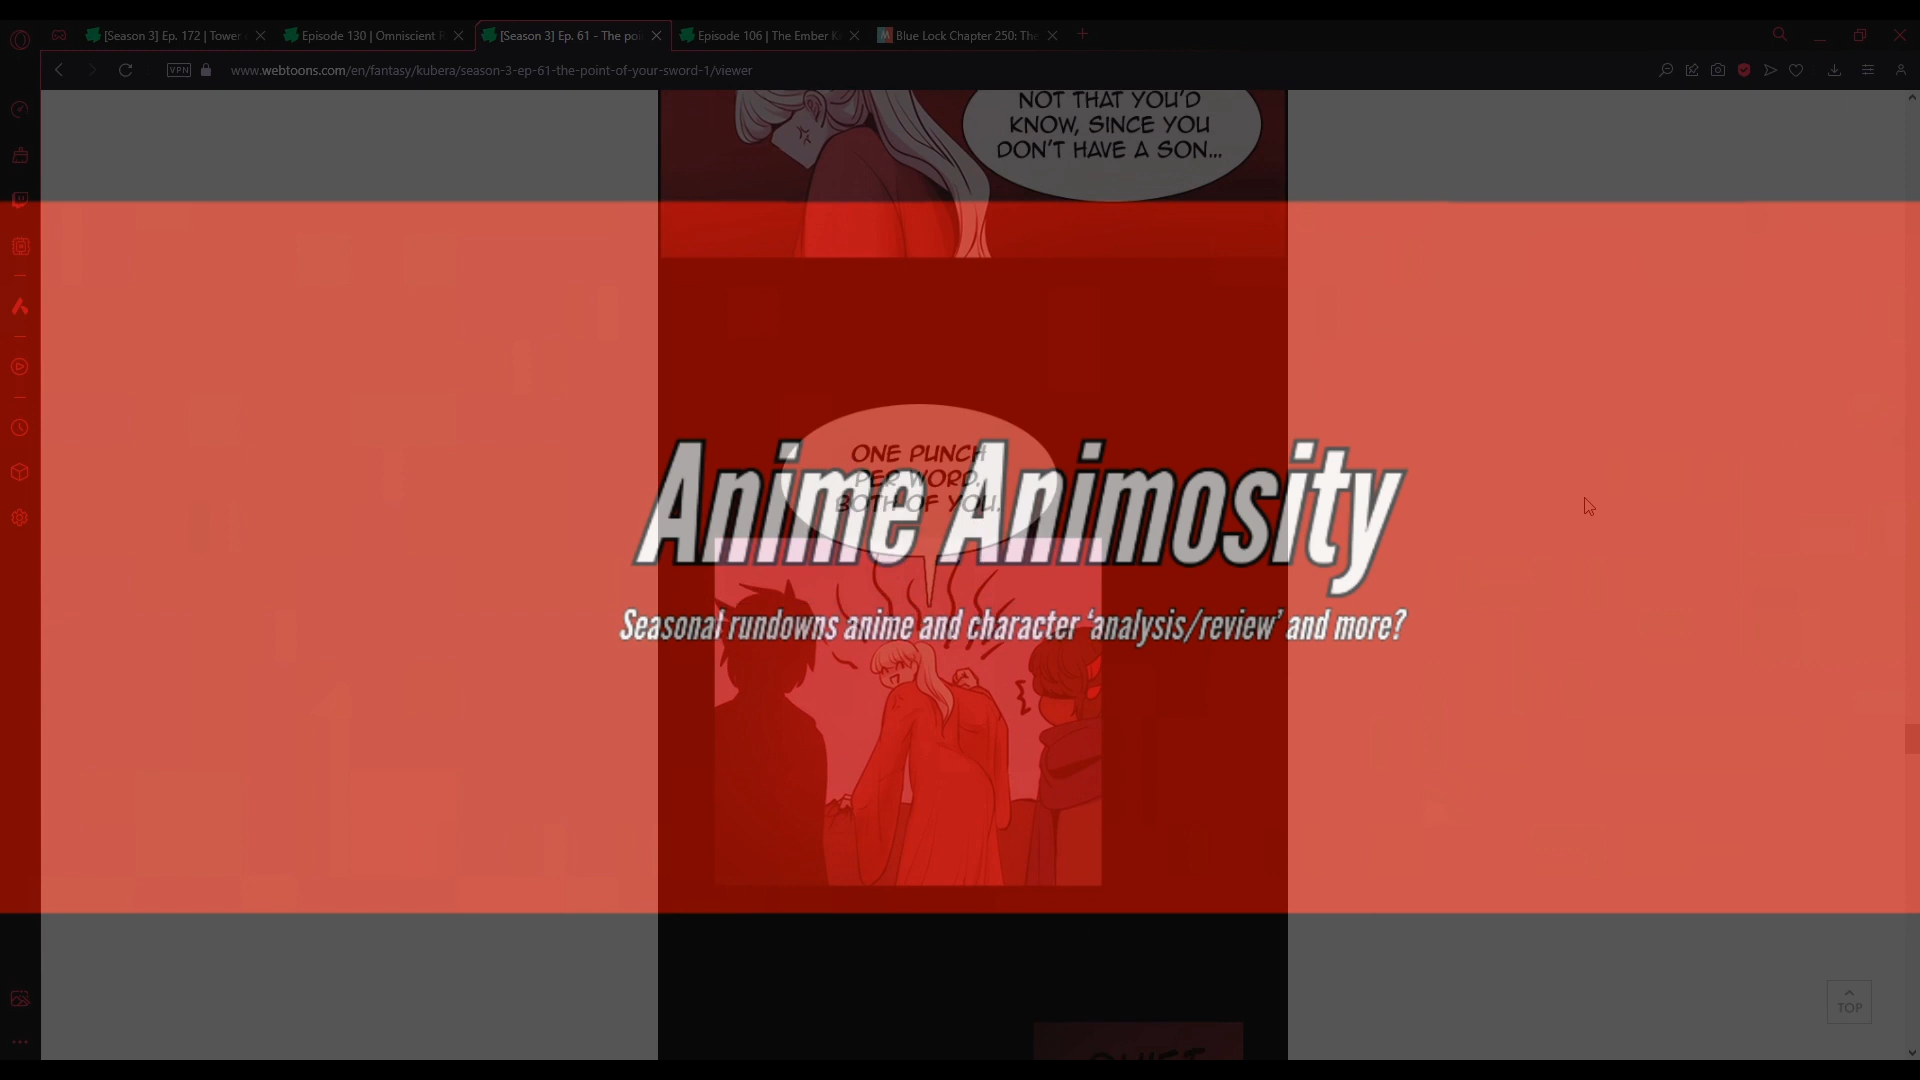 [Season 3] Ep. 172 | Tower
Episode 130 | Omniscient R
[Season 3] Ep. 61 - The poi
Episode 106 | The Ember K
Blue Lock Chapter 250: The
VPN
www.webtoons.com/en/fantasy/kubera/season-3-ep-61-the-point-of-your-sword-1/viewer
NOT THAT YOU'D
KNOW, SINCE YOU
DON'T HAVE A SON...
ONE PUNCH
PER WORD.
BOTH OF YOU.
Anime Animosity
Seasonal rundowns anime and character ‘analysis/review’ and more?
TOP